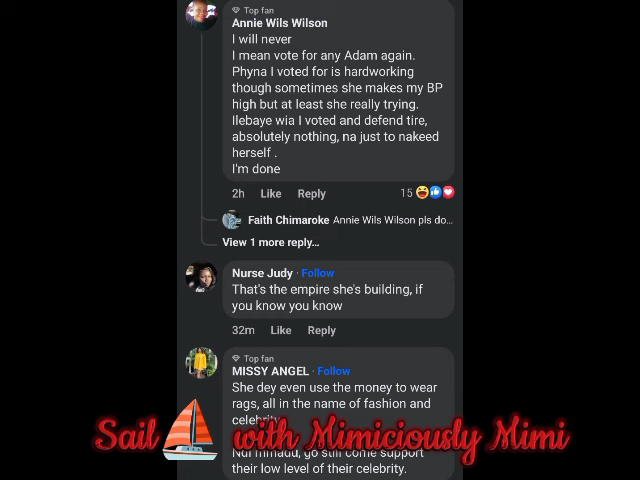 Top fan
Annie Wils Wilson
I will never
I mean vote for any Adam again.
Phyna I voted for is hardworking
though sometimes she makes my BP
high but at least she really trying.
Ilebaye wia I voted and defend tire,
absolutely nothing, na just to nakeed
herself .
I'm done
2h Like Reply 15
Faith Chimaroke Annie Wils Wilson pls do...
View 1 more reply...
Nurse Judy · Follow
That's the empire she's building, if
you know you know
32m Like Reply
Top fan
MISSY ANGEL · Follow
She dey even use the money to wear
rags, all in the name of fashion and
celebrity
Sail with Mimiciously Mimi
Ndi mmadu, go still come support
their low level of their celebrity.